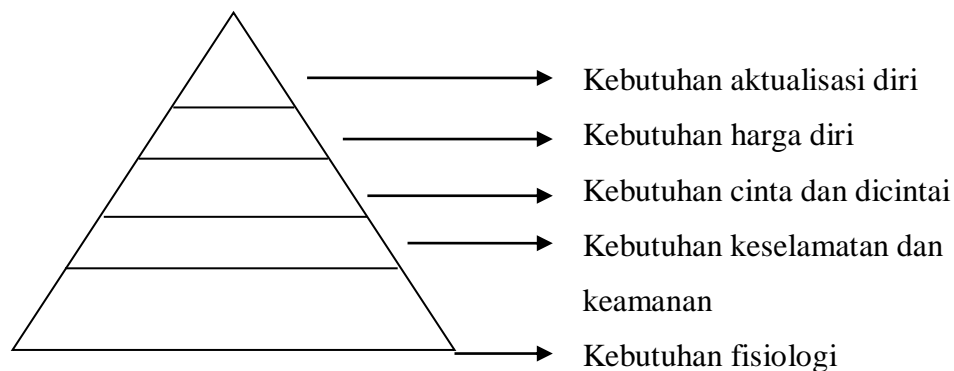 Kebutuhan aktualisasi diri
Kebutuhan harga diri
Kebutuhan cinta dan dicintai
Kebutuhan keselamatan dan
keamanan
Kebutuhan fisiologi